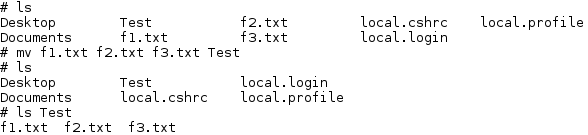 # ls
Desktop Test f2.txt local.cshrc local.profile
Documents f1.txt f3.txt local.login
# mv f1.txt f2.txt f3.txt Test
# ls
Desktop Test local.login
Documents local.cshrc local.profile
# ls Test
f1.txt f2.txt f3.txt